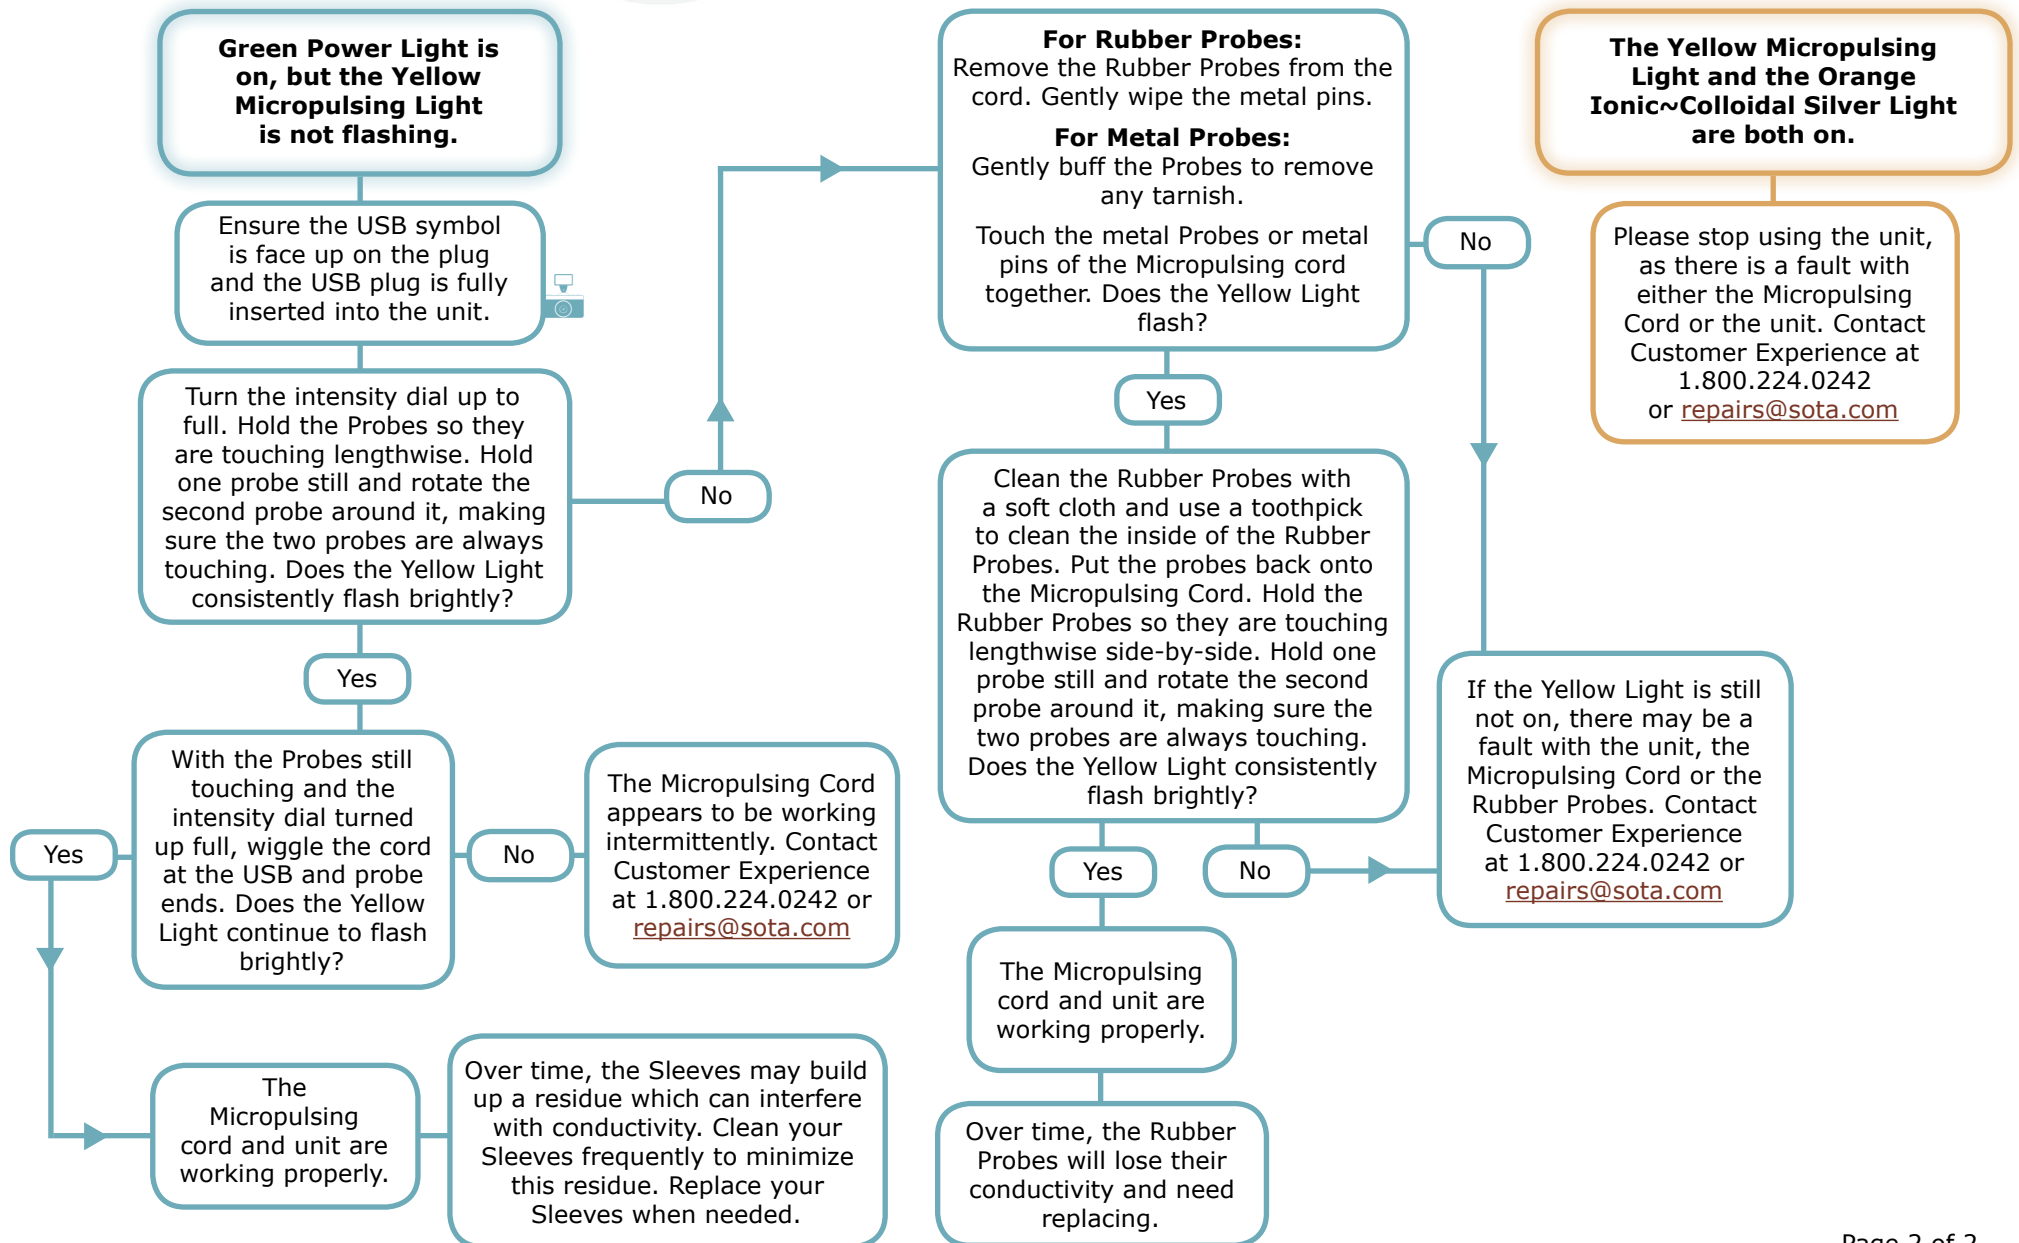 Green Power Light is
on, but the Yellow
Micropulsing Light
is not flashing.
Ensure the USB symbol
is face up on the plug
and the USB plug is fully
inserted into the unit.
Turn the intensity dial up to
full. Hold the Probes so they
are touching lengthwise. Hold
one probe still and rotate the
second probe around it, making
sure the two probes are always
touching. Does the Yellow Light
consistently flash brightly?
No
Yes
With the Probes still
touching and the
intensity dial turned
up full, wiggle the cord
at the USB and probe
ends. Does the Yellow
Light continue to flash
brightly?
Yes
No
The Micropulsing Cord
appears to be working
intermittently. Contact
Customer Experience
at 1.800.224.0242 or
repairs@sota.com
The
Micropulsing
cord and unit are
working properly.
Over time, the Sleeves may build
up a residue which can interfere
with conductivity. Clean your
Sleeves frequently to minimize
this residue. Replace your
Sleeves when needed.
For Rubber Probes:
Remove the Rubber Probes from the
cord. Gently wipe the metal pins.
For Metal Probes:
Gently buff the Probes to remove
any tarnish.
Touch the metal Probes or metal
pins of the Micropulsing cord
together. Does the Yellow Light
flash?
No
Yes
Clean the Rubber Probes with
a soft cloth and use a toothpick
to clean the inside of the Rubber
Probes. Put the probes back onto
the Micropulsing Cord. Hold the
Rubber Probes so they are touching
lengthwise side-by-side. Hold one
probe still and rotate the second
probe around it, making sure the
two probes are always touching.
Does the Yellow Light consistently
flash brightly?
Yes
No
The Micropulsing
cord and unit are
working properly.
Over time, the Rubber
Probes will lose their
conductivity and need
replacing.
If the Yellow Light is still
not on, there may be a
fault with the unit, the
Micropulsing Cord or the
Rubber Probes. Contact
Customer Experience
at 1.800.224.0242 or
repairs@sota.com
The Yellow Micropulsing
Light and the Orange
Ionic~Colloidal Silver Light
are both on.
Please stop using the unit,
as there is a fault with
either the Micropulsing
Cord or the unit. Contact
Customer Experience at
1.800.224.0242
or repairs@sota.com
Page 2 of 2